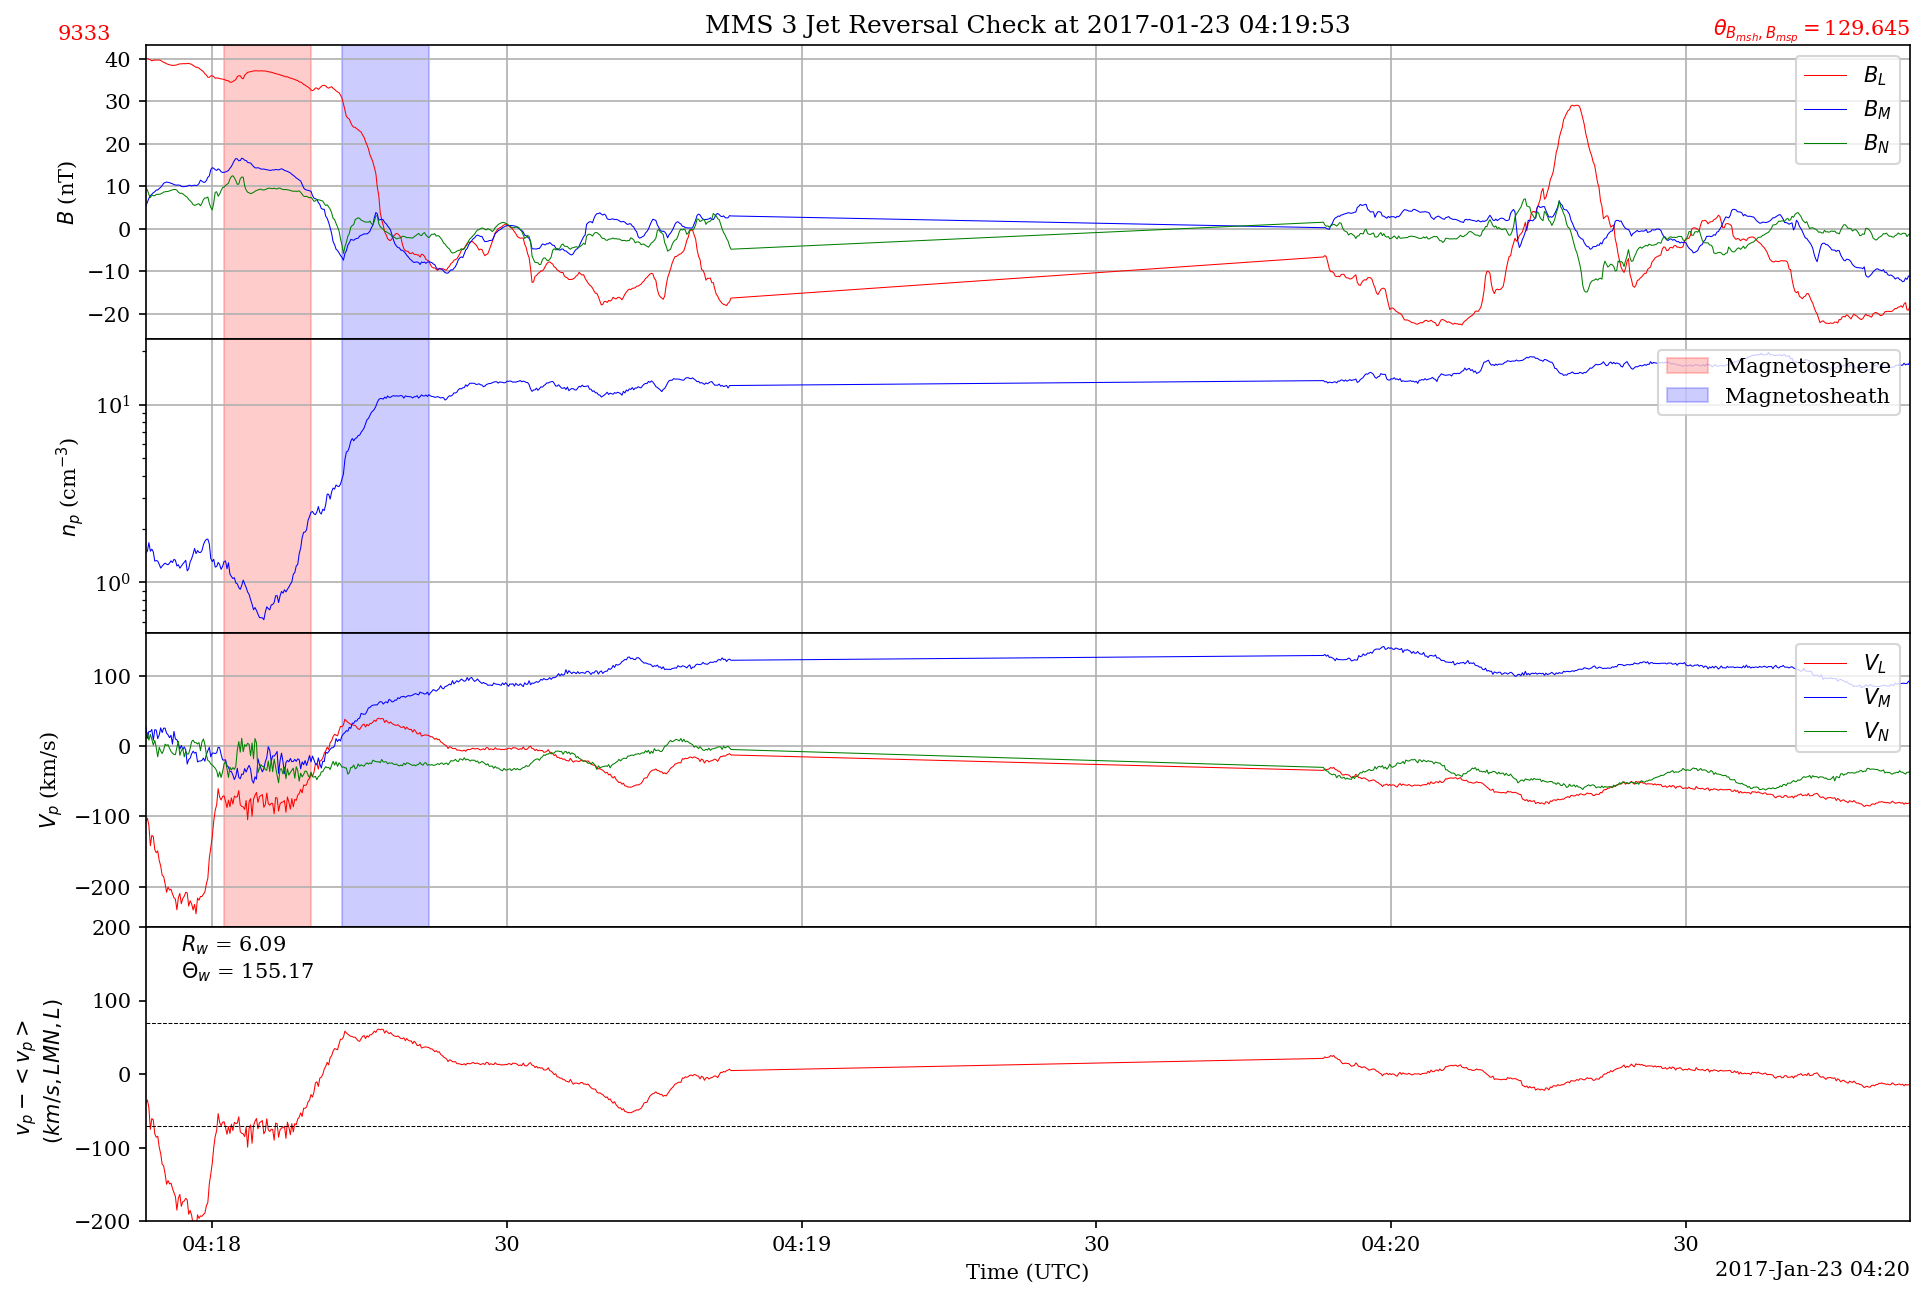 MMS 3 Jet Reversal Check at 2017-01-23 04:19:53
9333
θ_{B_{msh}, B_{msp}} = 129.645
40
30
20
10
0
−10
−20
B (nT)
B_L
B_M
B_N
10^1
10^0
n_p (cm^{−3})
Magnetosphere
Magnetosheath
100
0
−100
−200
V_p (km/s)
V_L
V_M
V_N
200
100
0
−100
−200
v_p − <v_p>
(km/s, LMN, L)
R_w = 6.09
Θ_w = 155.17
04:18
30
04:19
30
04:20
30
Time (UTC)
2017-Jan-23 04:20